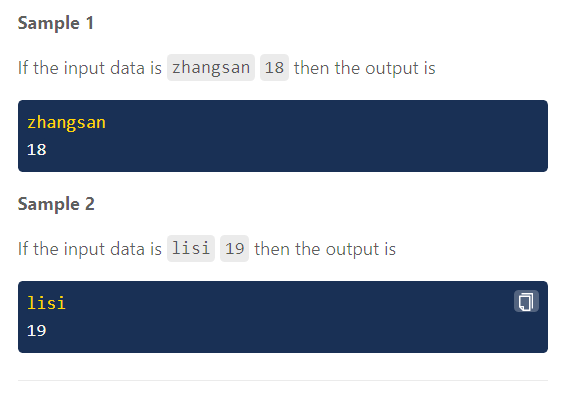 Sample 1
If the input data is zhangsan 18 then the output is
zhangsan
18
Sample 2
If the input data is lisi 19 then the output is
lisi
19